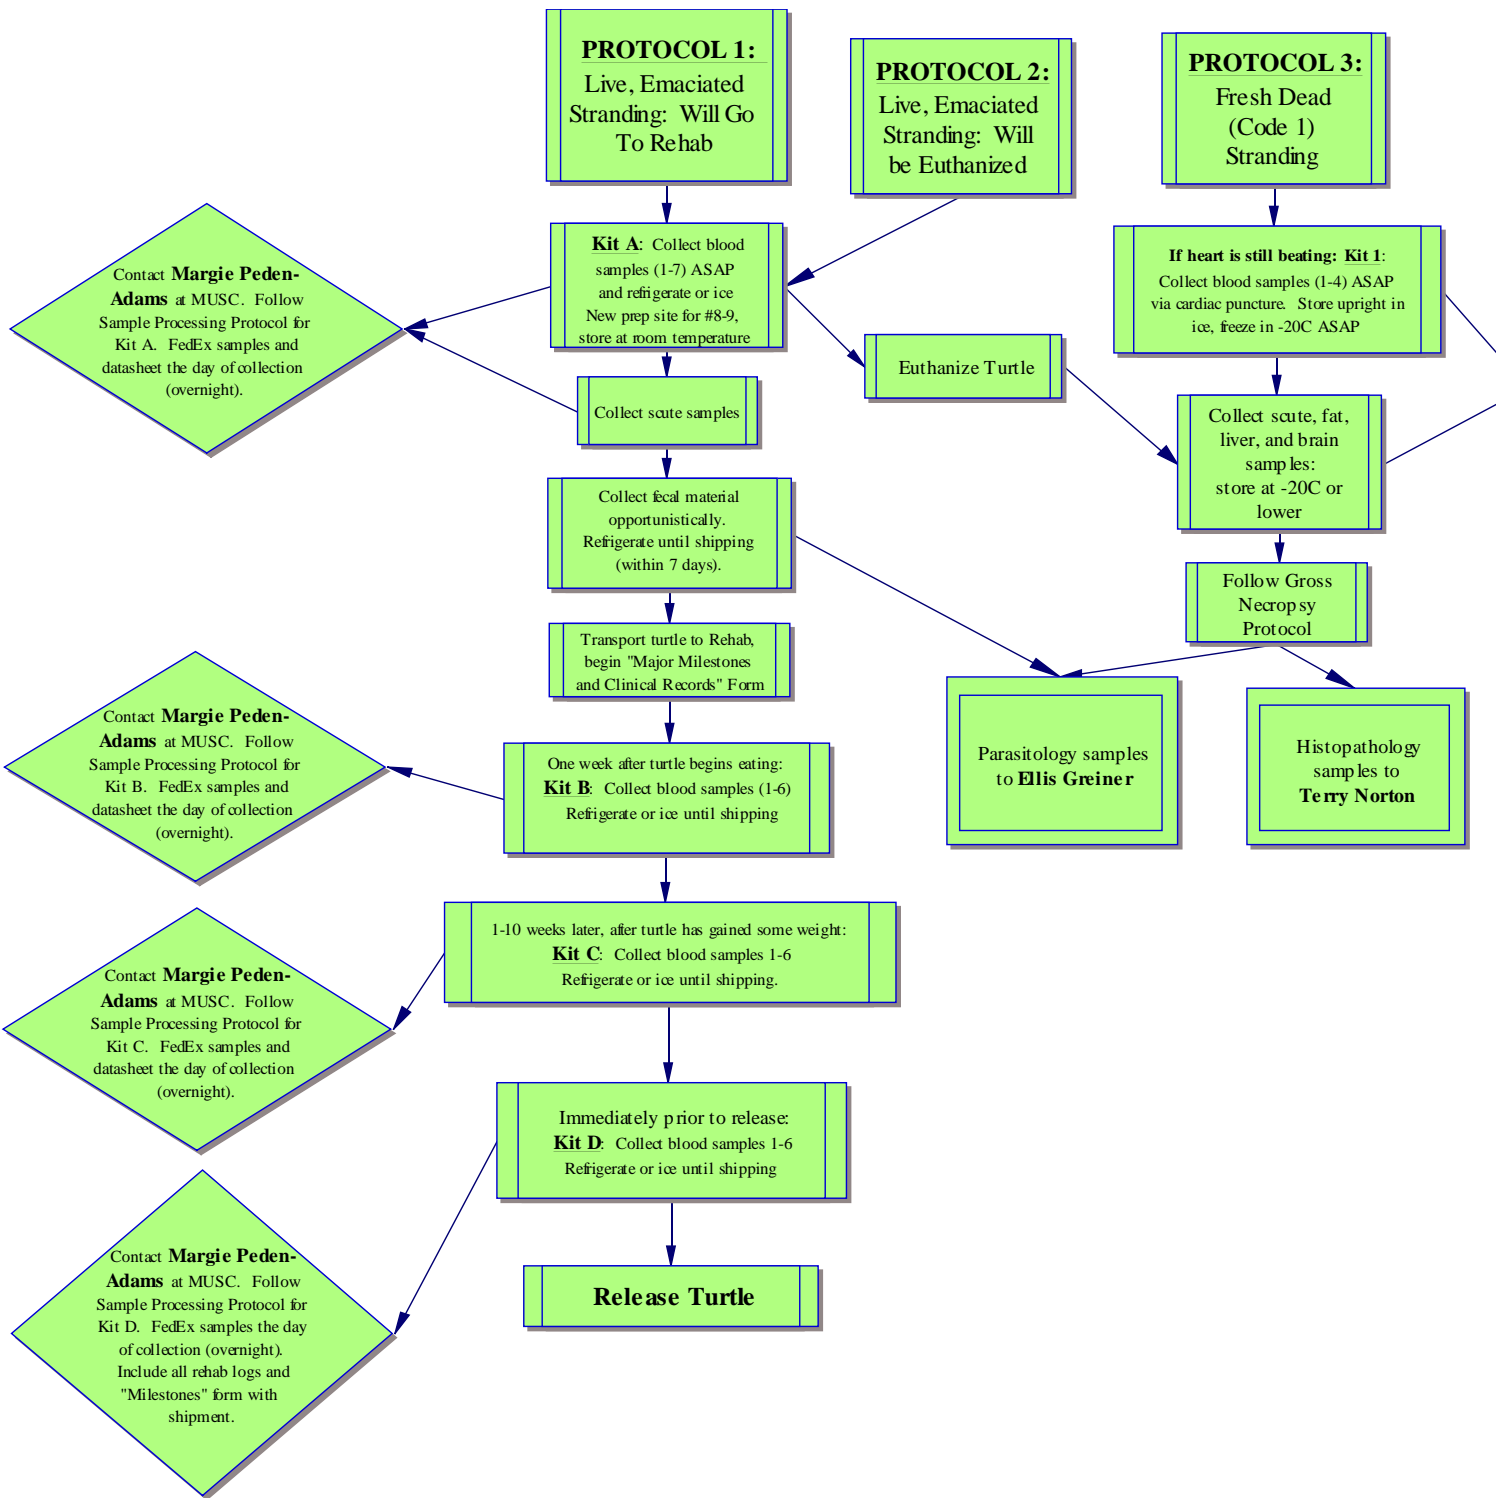 PROTOCOL 1:
Live, Emaciated
Stranding: Will Go
To Rehab
PROTOCOL 2:
Live, Emaciated
Stranding: Will
be Euthanized
PROTOCOL 3:
Fresh Dead
(Code 1)
Stranding
Kit A: Collect blood
samples (1-7) ASAP
and refrigerate or ice
New prep site for #8-9,
store at room temperature
If heart is still beating: Kit 1:
Collect blood samples (1-4) ASAP
via cardiac puncture. Store upright in
ice, freeze in -20C ASAP
Contact Margie Peden-
Adams at MUSC. Follow
Sample Processing Protocol for
Kit A. FedEx samples and
datasheet the day of collection
(overnight).
Euthanize Turtle
Collect scute samples
Collect scute, fat,
liver, and brain
samples:
store at -20C or
lower
Collect fecal material
opportunistically.
Refrigerate until shipping
(within 7 days).
Follow Gross
Necropsy
Protocol
Transport turtle to Rehab,
begin "Major Milestones
and Clinical Records" Form
Parasitology samples
to Ellis Greiner
Histopathology
samples to
Terry Norton
Contact Margie Peden-
Adams at MUSC. Follow
Sample Processing Protocol for
Kit B. FedEx samples and
datasheet the day of collection
(overnight).
One week after turtle begins eating:
Kit B: Collect blood samples (1-6)
Refrigerate or ice until shipping
1-10 weeks later, after turtle has gained some weight:
Kit C: Collect blood samples 1-6
Refrigerate or ice until shipping.
Contact Margie Peden-
Adams at MUSC. Follow
Sample Processing Protocol for
Kit C. FedEx samples and
datasheet the day of collection
(overnight).
Immediately prior to release:
Kit D: Collect blood samples 1-6
Refrigerate or ice until shipping
Contact Margie Peden-
Adams at MUSC. Follow
Sample Processing Protocol for
Kit D. FedEx samples the day
of collection (overnight).
Include all rehab logs and
"Milestones" form with
shipment.
Release Turtle